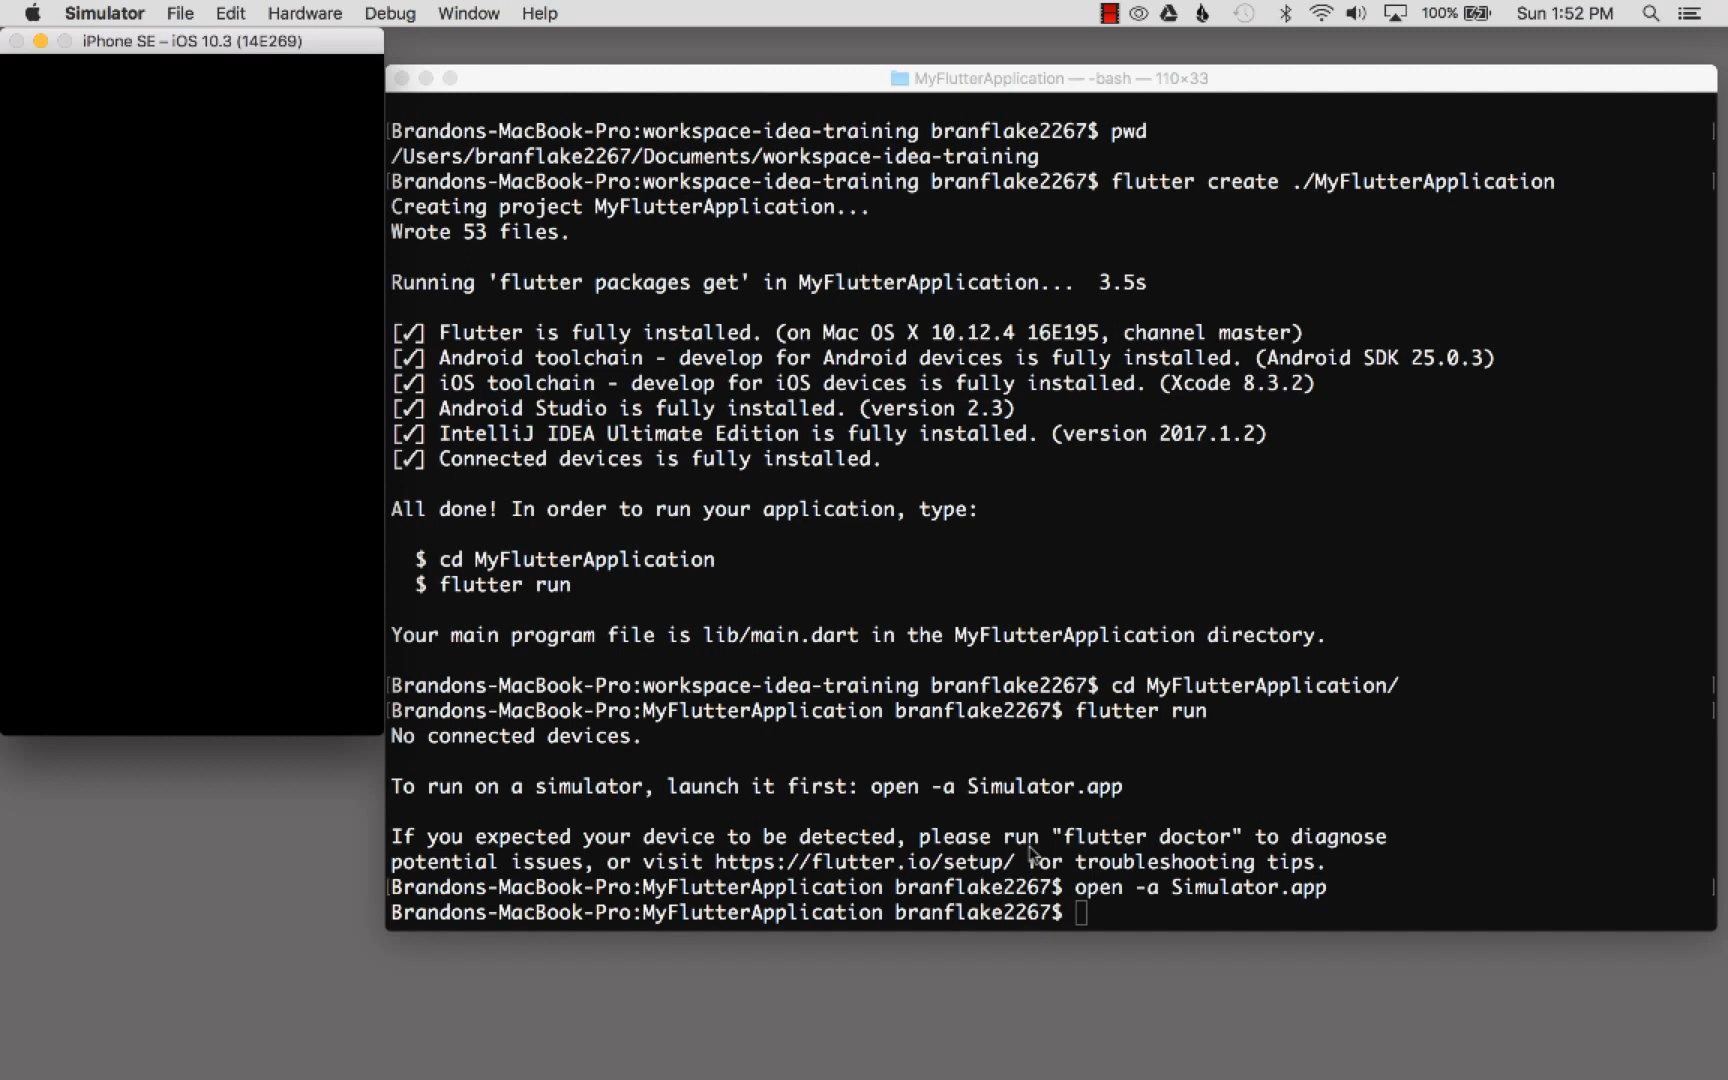 Simulator File Edit Hardware Debug Window Help 100% Sun 1:52 PM
iPhone SE – iOS 10.3 (14E269)
MyFlutterApplication — -bash — 110×33
Brandons-MacBook-Pro:workspace-idea-training branflake2267$ pwd
/Users/branflake2267/Documents/workspace-idea-training
Brandons-MacBook-Pro:workspace-idea-training branflake2267$ flutter create ./MyFlutterApplication
Creating project MyFlutterApplication...
Wrote 53 files.
Running 'flutter packages get' in MyFlutterApplication... 3.5s
[✓] Flutter is fully installed. (on Mac OS X 10.12.4 16E195, channel master)
[✓] Android toolchain - develop for Android devices is fully installed. (Android SDK 25.0.3)
[✓] iOS toolchain - develop for iOS devices is fully installed. (Xcode 8.3.2)
[✓] Android Studio is fully installed. (version 2.3)
[✓] IntelliJ IDEA Ultimate Edition is fully installed. (version 2017.1.2)
[✓] Connected devices is fully installed.
All done! In order to run your application, type:
$ cd MyFlutterApplication
$ flutter run
Your main program file is lib/main.dart in the MyFlutterApplication directory.
Brandons-MacBook-Pro:workspace-idea-training branflake2267$ cd MyFlutterApplication/
Brandons-MacBook-Pro:MyFlutterApplication branflake2267$ flutter run
No connected devices.
To run on a simulator, launch it first: open -a Simulator.app
If you expected your device to be detected, please run "flutter doctor" to diagnose
potential issues, or visit https://flutter.io/setup/ for troubleshooting tips.
Brandons-MacBook-Pro:MyFlutterApplication branflake2267$ open -a Simulator.app
Brandons-MacBook-Pro:MyFlutterApplication branflake2267$